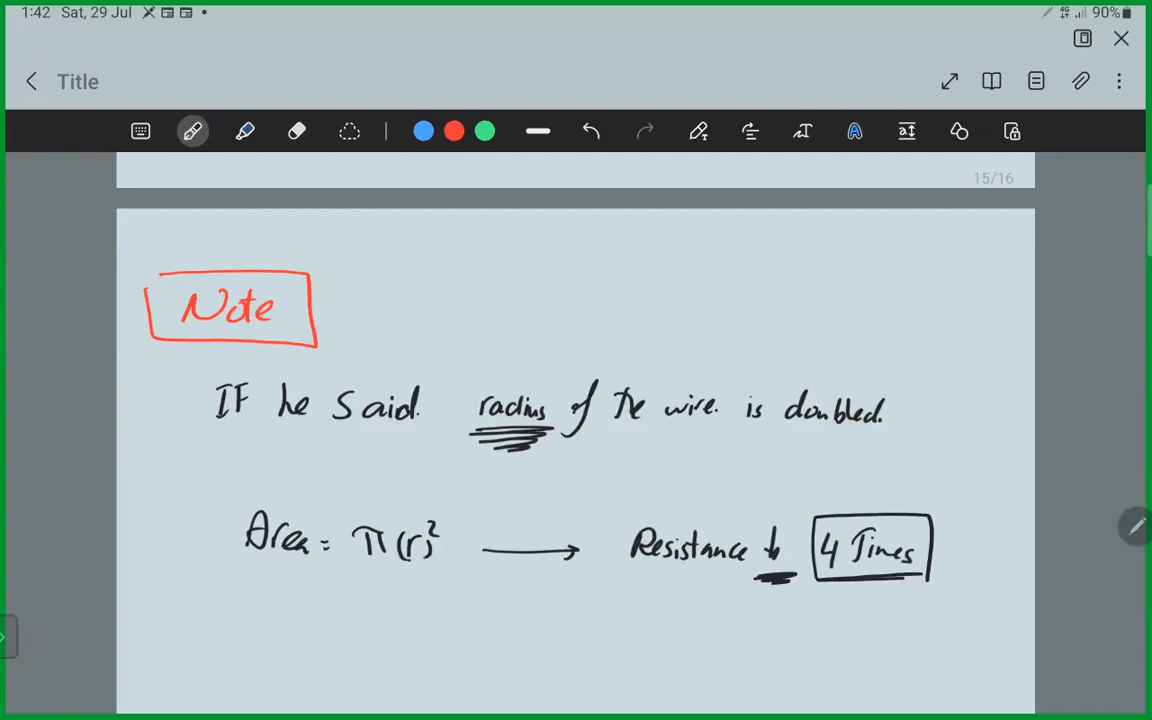 1:42 Sat, 29 Jul
4G 90%
Title
15/16
Note
IF he said radius of the wire is doubled.
Area = π(r)² → Resistance ↓ 4 Times